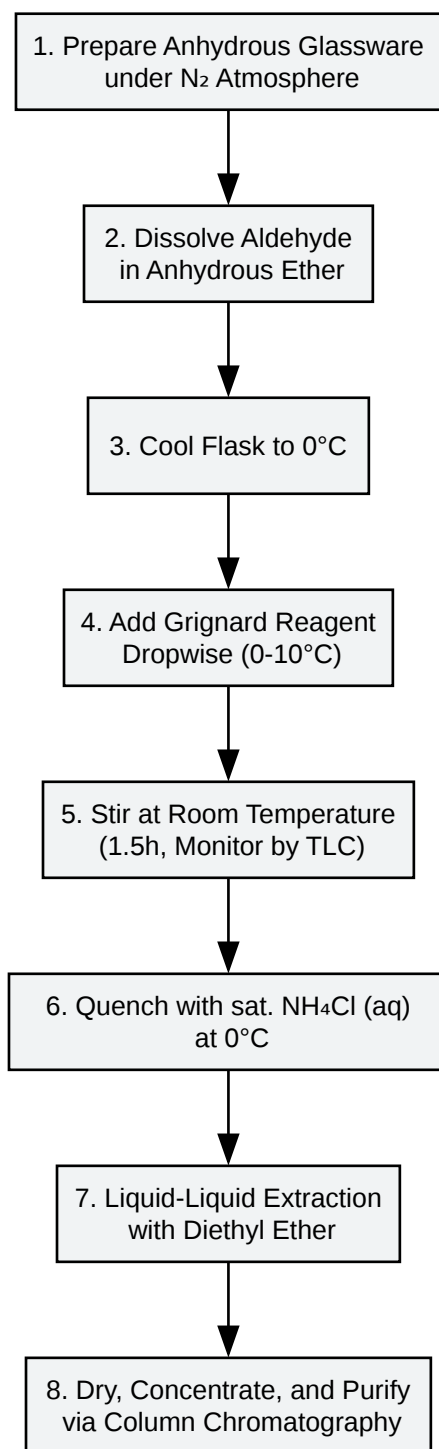 1. Prepare Anhydrous Glassware
under N₂ Atmosphere
2. Dissolve Aldehyde
in Anhydrous Ether
3. Cool Flask to 0°C
4. Add Grignard Reagent
Dropwise (0-10°C)
5. Stir at Room Temperature
(1.5h, Monitor by TLC)
6. Quench with sat. NH₄Cl (aq)
at 0°C
7. Liquid-Liquid Extraction
with Diethyl Ether
8. Dry, Concentrate, and Purify
via Column Chromatography